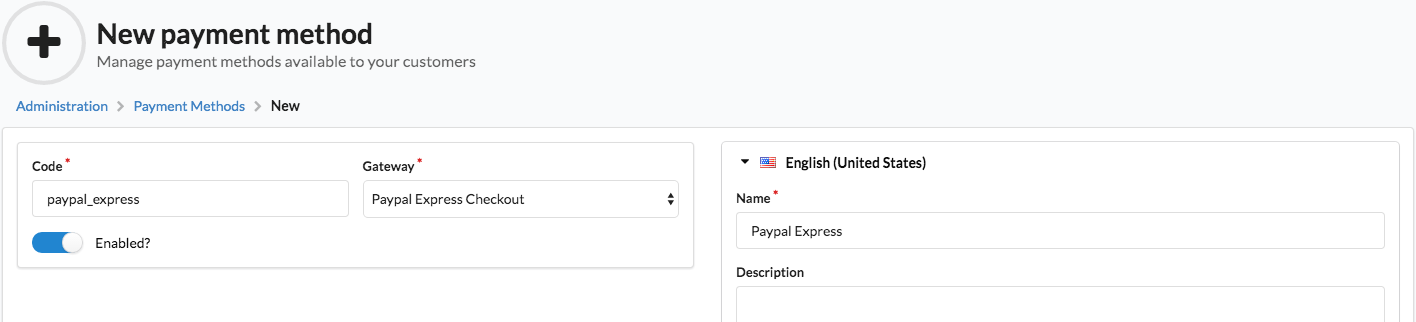 New payment method
Manage payment methods available to your customers
Administration > Payment Methods > New
Code *
Gateway *
paypal_express
Paypal Express Checkout
Enabled?
English (United States)
Name *
Paypal Express
Description